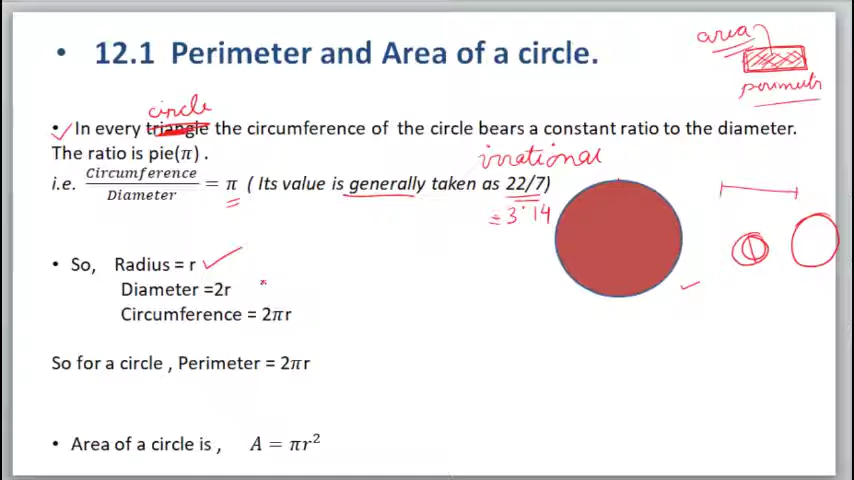 • 12.1 Perimeter and Area of a circle.
area
perimetr
circle
• In every triangle the circumference of the circle bears a constant ratio to the diameter.
The ratio is pie(π) .
irrational
i.e. Circumference/Diameter = π ( Its value is generally taken as 22/7)
= 3.14
• So, Radius = r
Diameter =2r
Circumference = 2πr
So for a circle , Perimeter = 2πr
• Area of a circle is , A = πr²